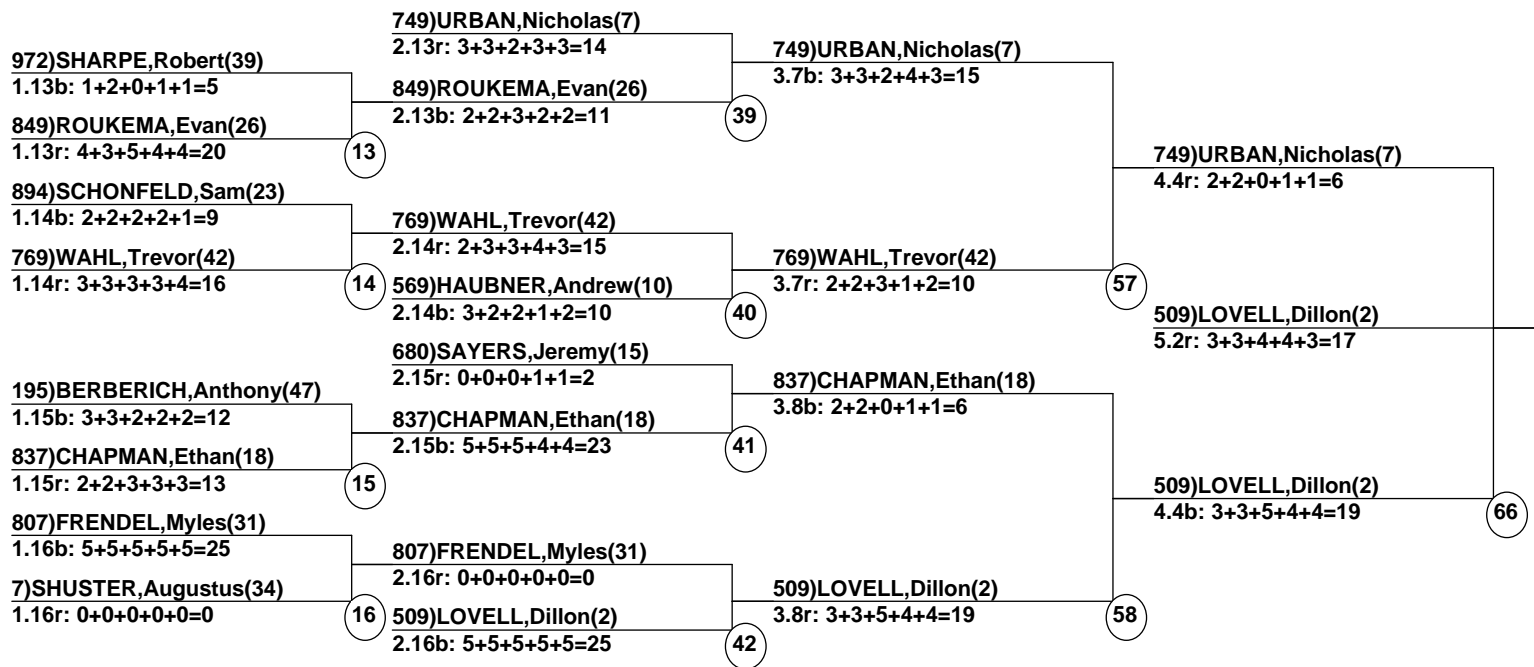 972)SHARPE,Robert(39)
1.13b: 1+2+0+1+1=5
849)ROUKEMA,Evan(26)
1.13r: 4+3+5+4+4=20
13
894)SCHONFELD,Sam(23)
1.14b: 2+2+2+2+1=9
769)WAHL,Trevor(42)
1.14r: 3+3+3+3+4=16
14
195)BERBERICH,Anthony(47)
1.15b: 3+3+2+2+2=12
837)CHAPMAN,Ethan(18)
1.15r: 2+2+3+3+3=13
15
807)FRENDEL,Myles(31)
1.16b: 5+5+5+5+5=25
7)SHUSTER,Augustus(34)
1.16r: 0+0+0+0+0=0
16
749)URBAN,Nicholas(7)
2.13r: 3+3+2+3+3=14
849)ROUKEMA,Evan(26)
2.13b: 2+2+3+2+2=11
39
769)WAHL,Trevor(42)
2.14r: 2+3+3+4+3=15
569)HAUBNER,Andrew(10)
2.14b: 3+2+2+1+2=10
40
680)SAYERS,Jeremy(15)
2.15r: 0+0+0+1+1=2
837)CHAPMAN,Ethan(18)
2.15b: 5+5+5+4+4=23
41
807)FRENDEL,Myles(31)
2.16r: 0+0+0+0+0=0
509)LOVELL,Dillon(2)
2.16b: 5+5+5+5+5=25
42
749)URBAN,Nicholas(7)
3.7b: 3+3+2+4+3=15
769)WAHL,Trevor(42)
3.7r: 2+2+3+1+2=10
57
837)CHAPMAN,Ethan(18)
3.8b: 2+2+0+1+1=6
509)LOVELL,Dillon(2)
3.8r: 3+3+5+4+4=19
58
749)URBAN,Nicholas(7)
4.4r: 2+2+0+1+1=6
509)LOVELL,Dillon(2)
5.2r: 3+3+4+4+3=17
509)LOVELL,Dillon(2)
4.4b: 3+3+5+4+4=19
66